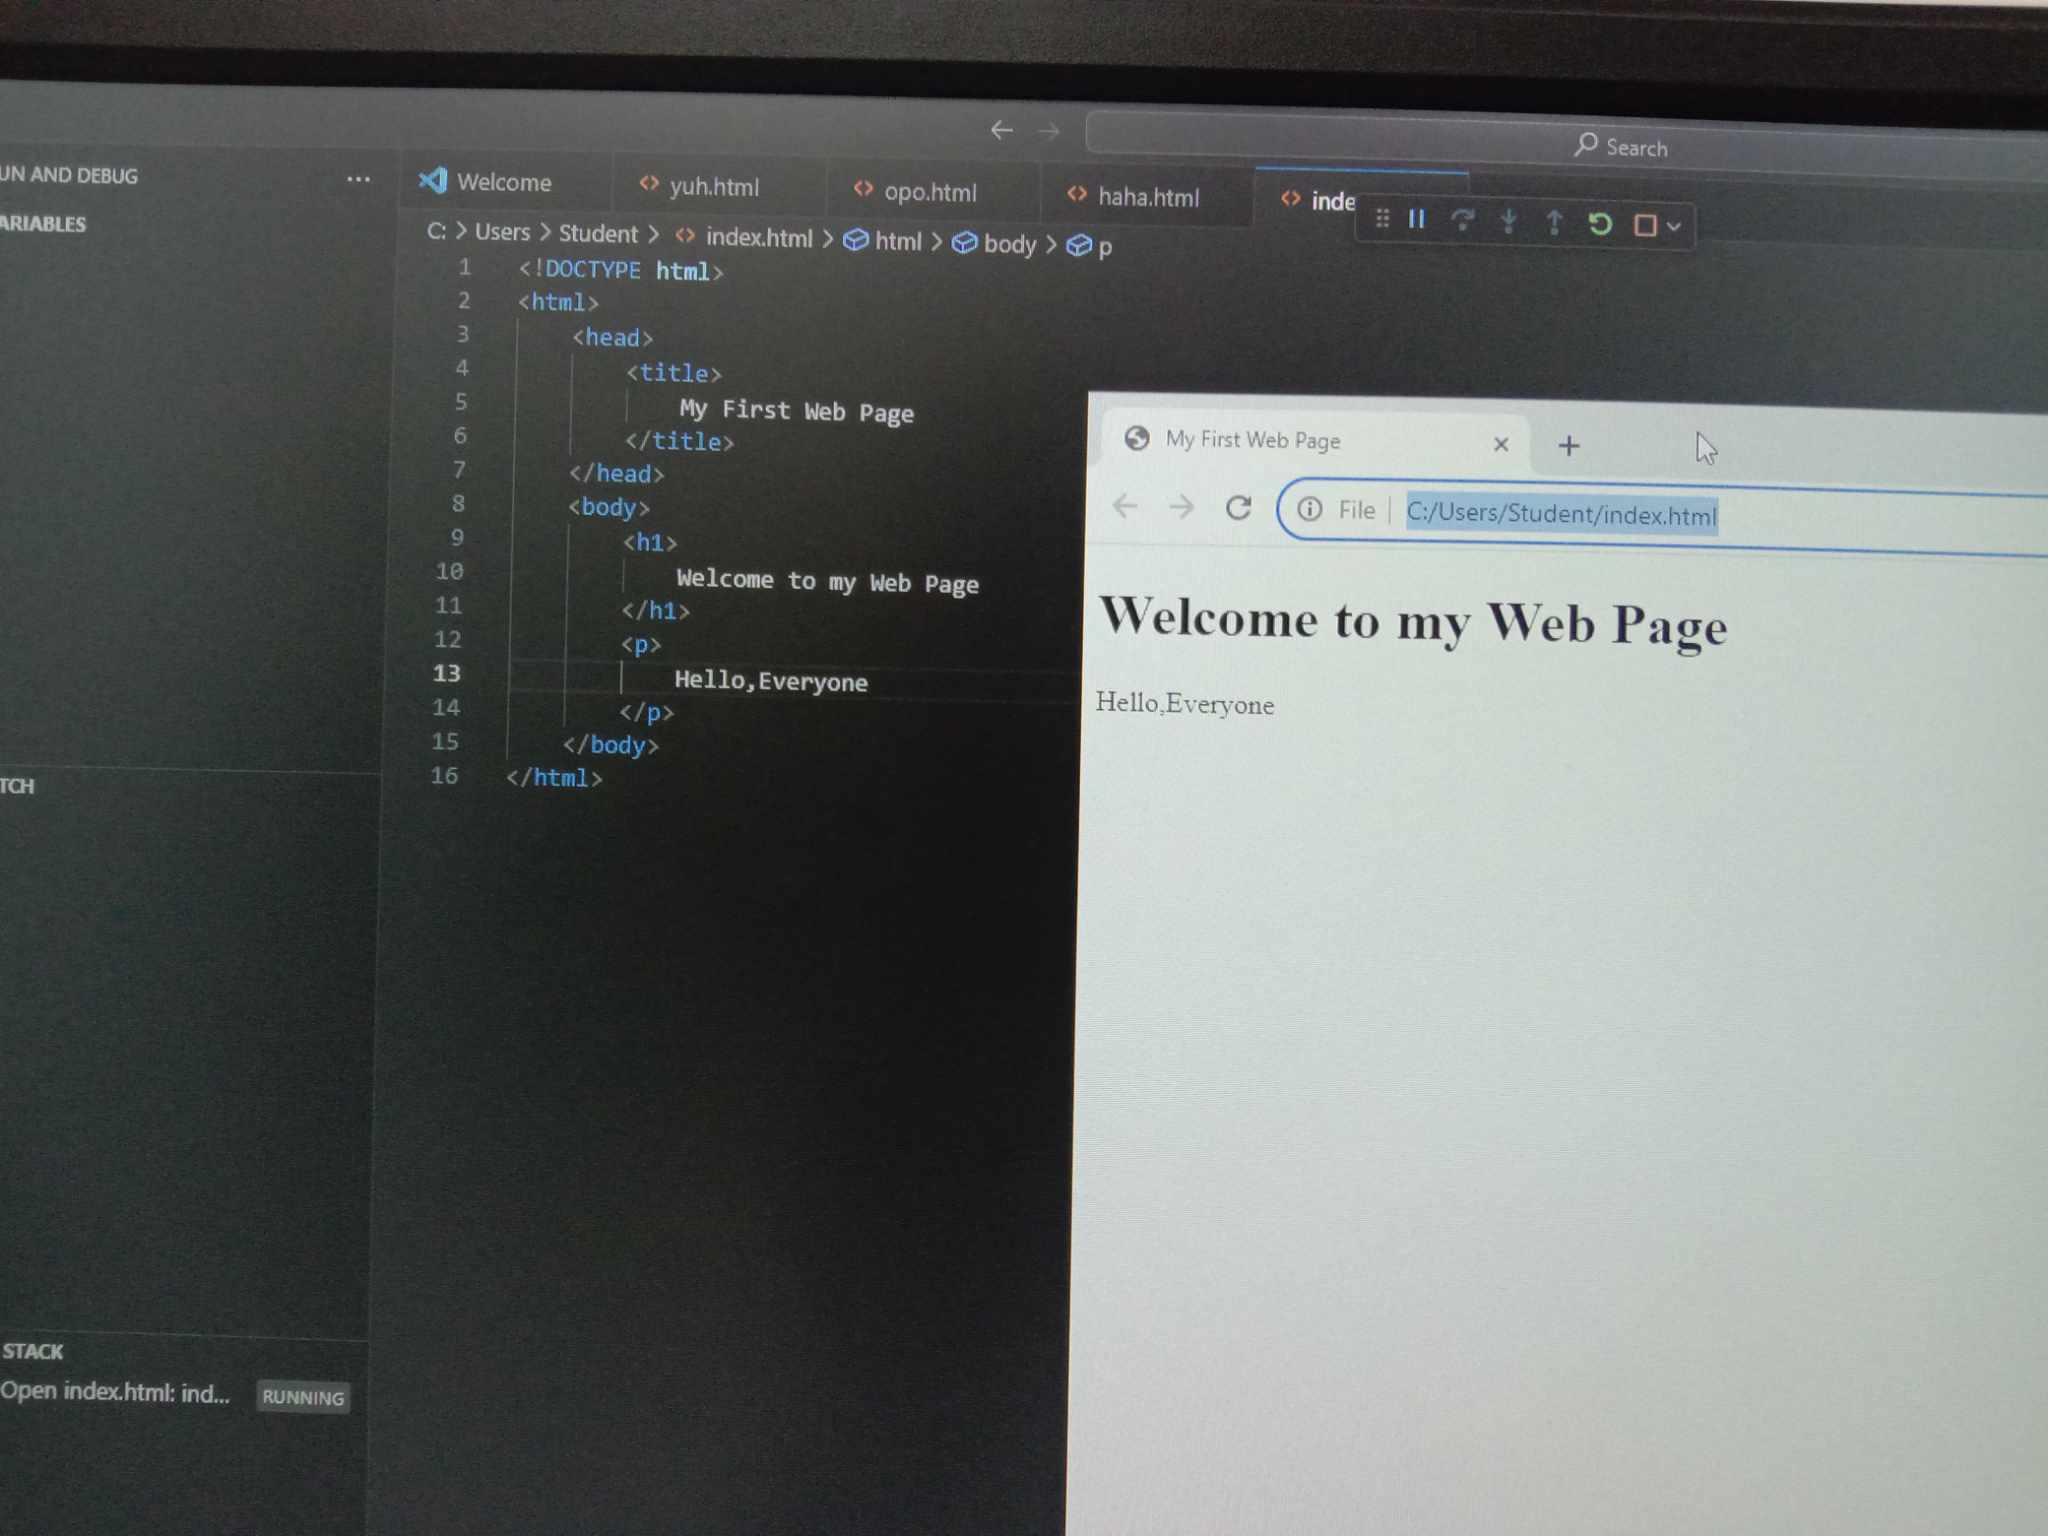 Search
UN AND DEBUG ...
ARIABLES
TCH
STACK
Open index.html: ind... RUNNING
Welcome yuh.html opo.html haha.html inde
C: > Users > Student > index.html > html > body > p
1 <!DOCTYPE html>
2 <html>
3 <head>
4 <title>
5 My First Web Page
6 </title>
7 </head>
8 <body>
9 <h1>
10 Welcome to my Web Page
11 </h1>
12 <p>
13 Hello,Everyone
14 </p>
15 </body>
16 </html>
My First Web Page
File C:/Users/Student/index.html
Welcome to my Web Page
Hello,Everyone